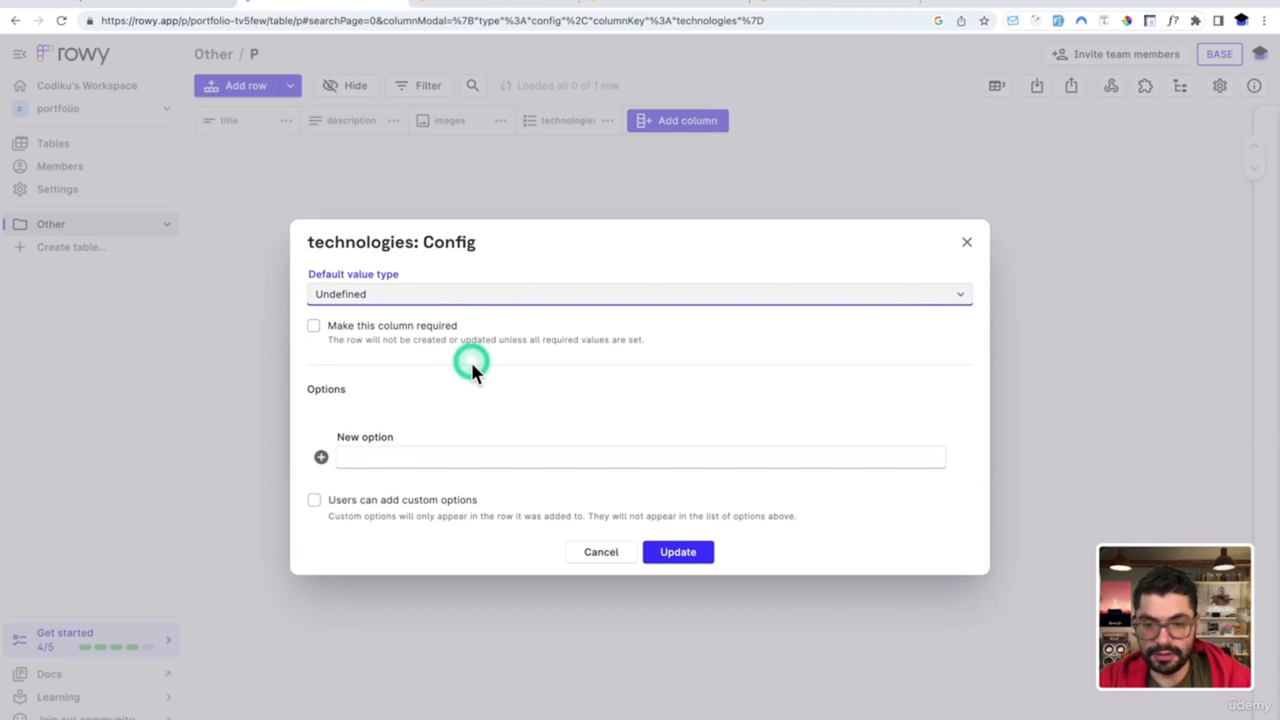 https://rowy.app/p/portfolio-tv5few/table/p#searchPage=0&columnModal=%7B"type"%3A"config"%2C"columnKey"%3A"technologies"%7D
rowy
Other / P
Invite team members
BASE
Codiku's Workspace
Add row
Hide
Filter
Loaded all 0 of 1 row
portfolio
title
description
images
technologies
Add column
Tables
Members
Settings
Other
Create table...
technologies: Config
Default value type
Undefined
Make this column required
The row will not be created or updated unless all required values are set.
Options
New option
Users can add custom options
Custom options will only appear in the row it was added to. They will not appear in the list of options above.
Cancel
Update
Get started
4/5
Docs
Learning
Join our community
ûdemy